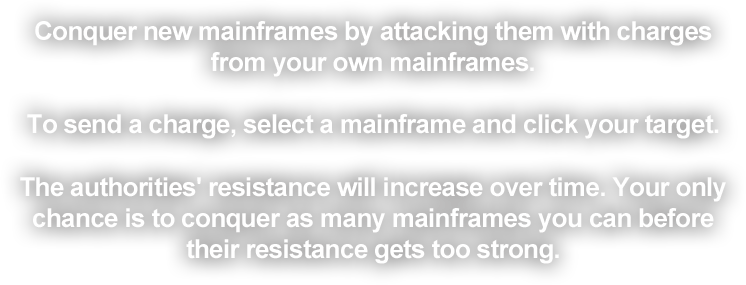 Conquer new mainframes by attacking them with charges
from your own mainframes.
To send a charge, select a mainframe and click your target.
The authorities' resistance will increase over time. Your only
chance is to conquer as many mainframes you can before
their resistance gets too strong.